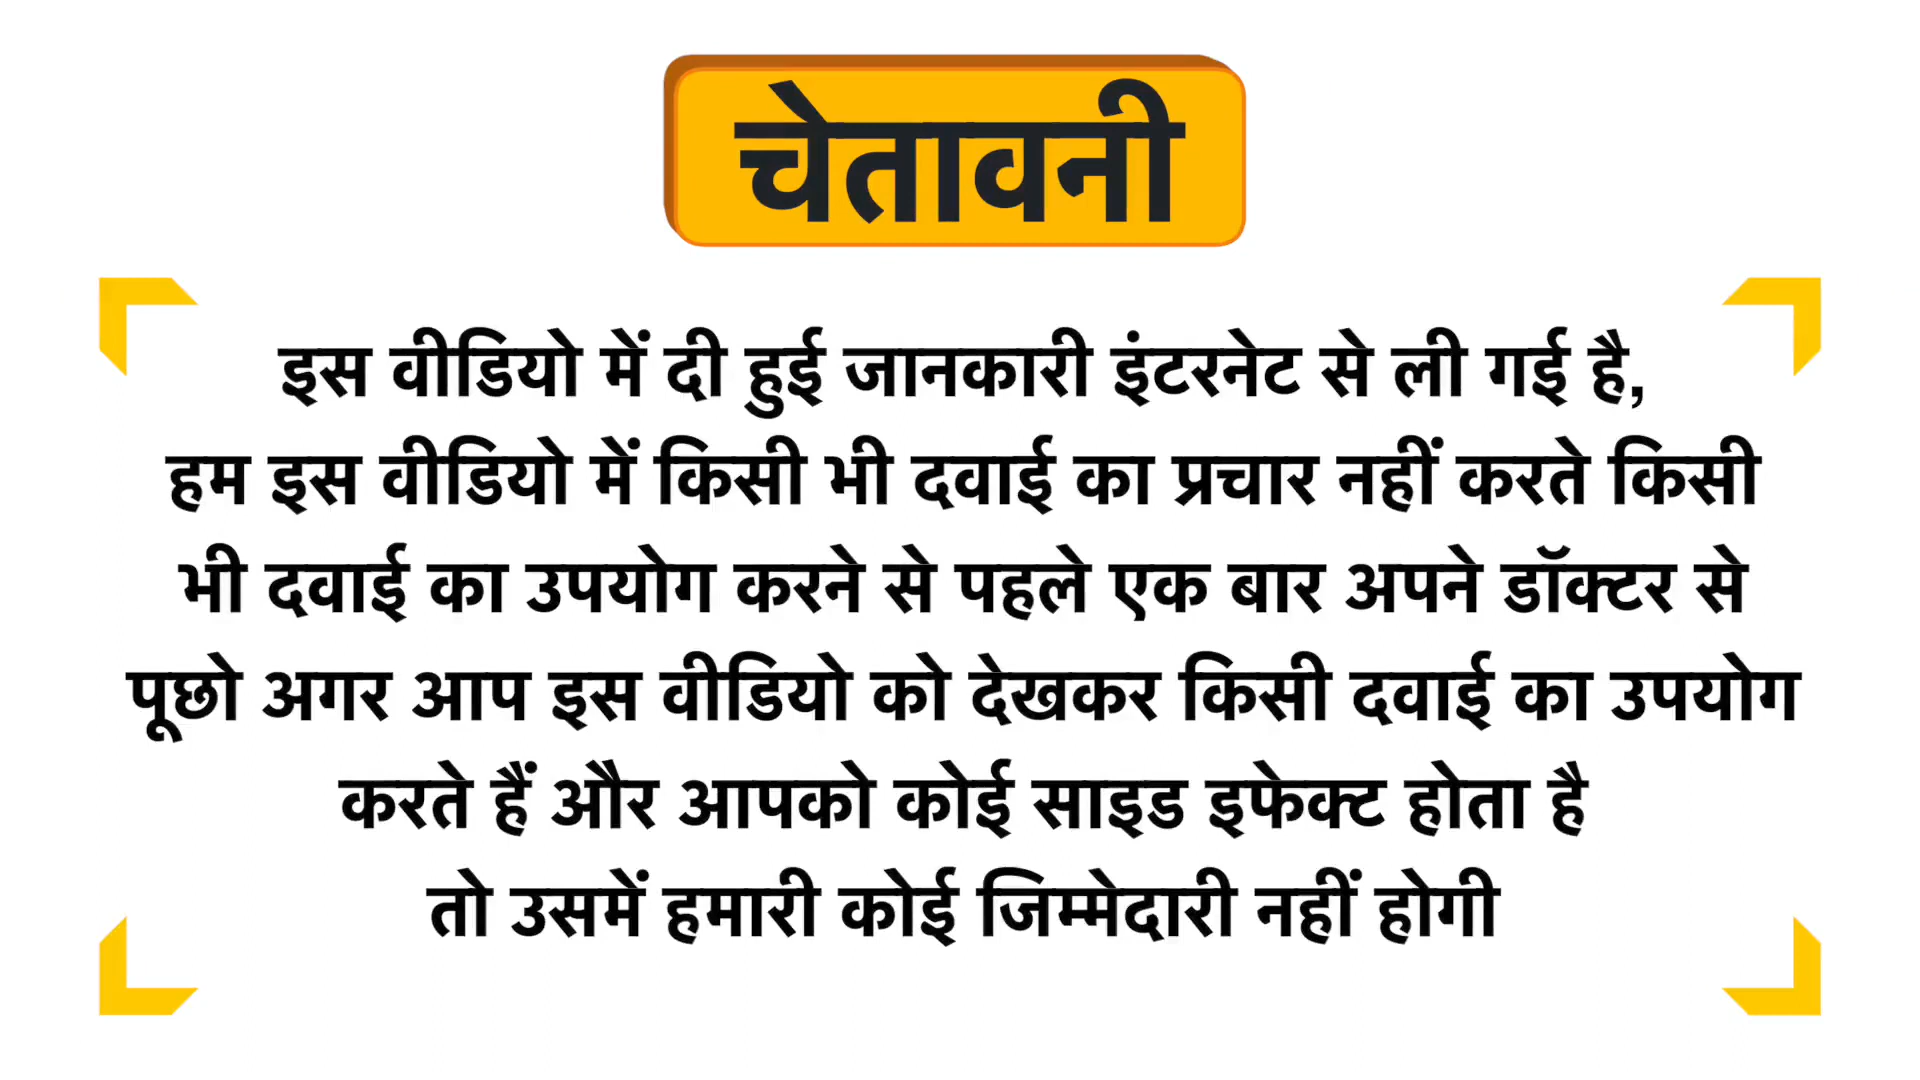 चेतावनी
इस वीडियो में दी हुई जानकारी इंटरनेट से ली गई है,
हम इस वीडियो में किसी भी दवाई का प्रचार नहीं करते किसी
भी दवाई का उपयोग करने से पहले एक बार अपने डॉक्टर से
पूछो अगर आप इस वीडियो को देखकर किसी दवाई का उपयोग
करते हैं और आपको कोई साइड इफेक्ट होता है
तो उसमें हमारी कोई जिम्मेदारी नहीं होगी